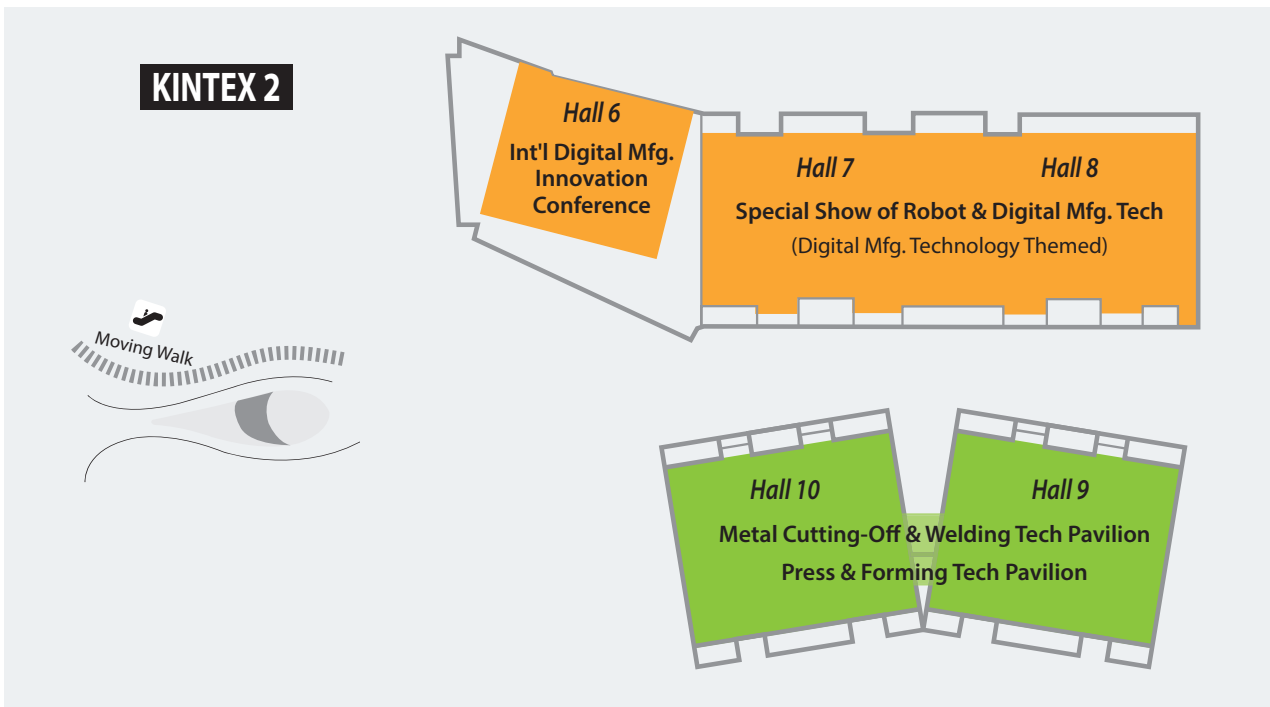 KINTEX 2
Hall 6
Int'l Digital Mfg.
Innovation
Conference
Hall 7
Hall 8
Special Show of Robot & Digital Mfg. Tech
(Digital Mfg. Technology Themed)
Moving Walk
Hall 10
Hall 9
Metal Cutting-Off & Welding Tech Pavilion
Press & Forming Tech Pavilion